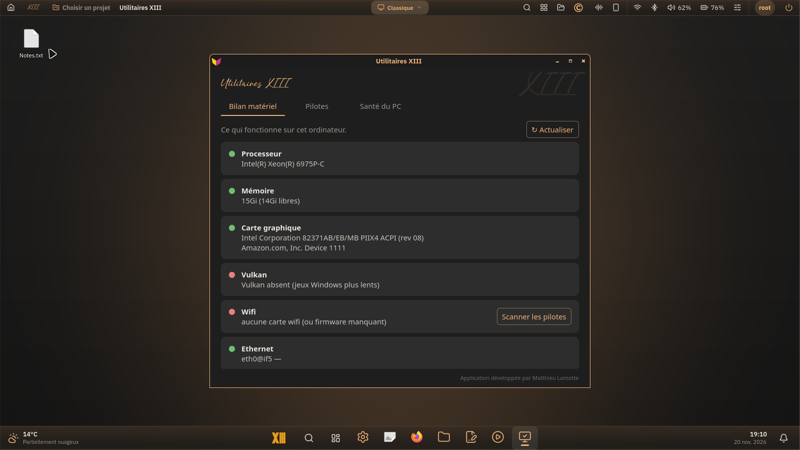 XIII
Choisir un projet
Utilitaires XIII
Classique
62%
76%
root
Notes.txt
Utilitaires XIII
Utilitaires XIII
XIII
Bilan matériel
Pilotes
Santé du PC
Ce qui fonctionne sur cet ordinateur.
↻ Actualiser
Processeur
Intel(R) Xeon(R) 6975P-C
Mémoire
15Gi (14Gi libres)
Carte graphique
Intel Corporation 82371AB/EB/MB PIIX4 ACPI (rev 08)
Amazon.com, Inc. Device 1111
Vulkan
Vulkan absent (jeux Windows plus lents)
Wifi
aucune carte wifi (ou firmware manquant)
Scanner les pilotes
Ethernet
eth0@if5 —
Application développée par Matthieu Lamotte
14°C
Partiellement nuageux
XIII
19:10
20 nov. 2026